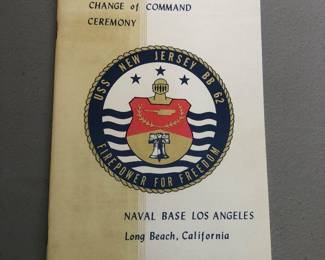 CHANGE of COMMAND
CEREMONY
USS NEW JERSEY BB 62
FIREPOWER FOR FREEDOM
NAVAL BASE LOS ANGELES
Long Beach, California